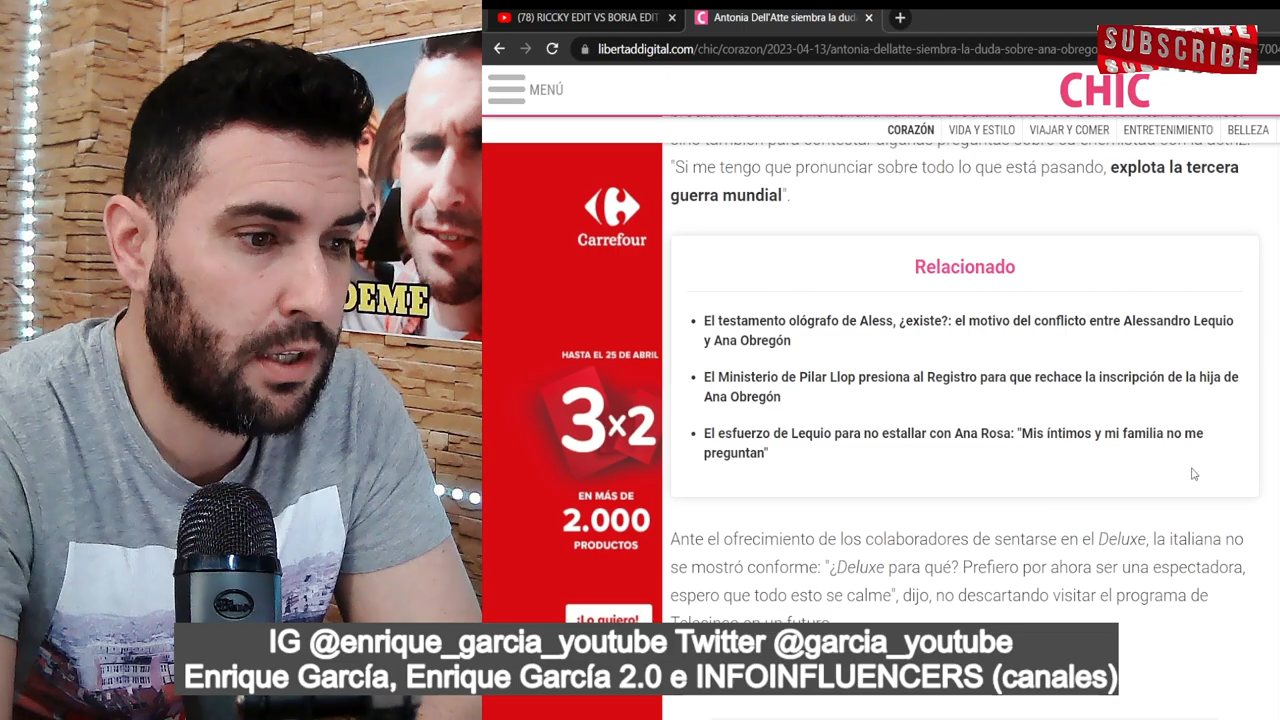 (78) RICCKY EDIT VS BORJA EDIT
Antonia Dell'Atte siembra la dud
libertaddigital.com/chic/corazon/2023-04-13/antonia-dellatte-siembra-la-duda-sobre-ana-obrego
SUBSCRIBE
MENÚ
CHIC
CORAZÓN VIDA Y ESTILO VIAJAR Y COMER ENTRETENIMIENTO BELLEZA
"Si me tengo que pronunciar sobre todo lo que está pasando, explota la tercera
guerra mundial".
Carrefour
Relacionado
• El testamento ológrafo de Aless, ¿existe?: el motivo del conflicto entre Alessandro Lequio
y Ana Obregón
• El Ministerio de Pilar Llop presiona al Registro para que rechace la inscripción de la hija de
Ana Obregón
• El esfuerzo de Lequio para no estallar con Ana Rosa: "Mis íntimos y mi familia no me
preguntan"
DEME
HASTA EL 25 DE ABRIL
3x2
EN MÁS DE
2.000
PRODUCTOS
¡Lo quiero!
Ante el ofrecimiento de los colaboradores de sentarse en el Deluxe, la italiana no
se mostró conforme: "¿Deluxe para qué? Prefiero por ahora ser una espectadora,
espero que todo esto se calme", dijo, no descartando visitar el programa de
IG @enrique_garcia_youtube Twitter @garcia_youtube
Enrique García, Enrique García 2.0 e INFOINFLUENCERS (canales)